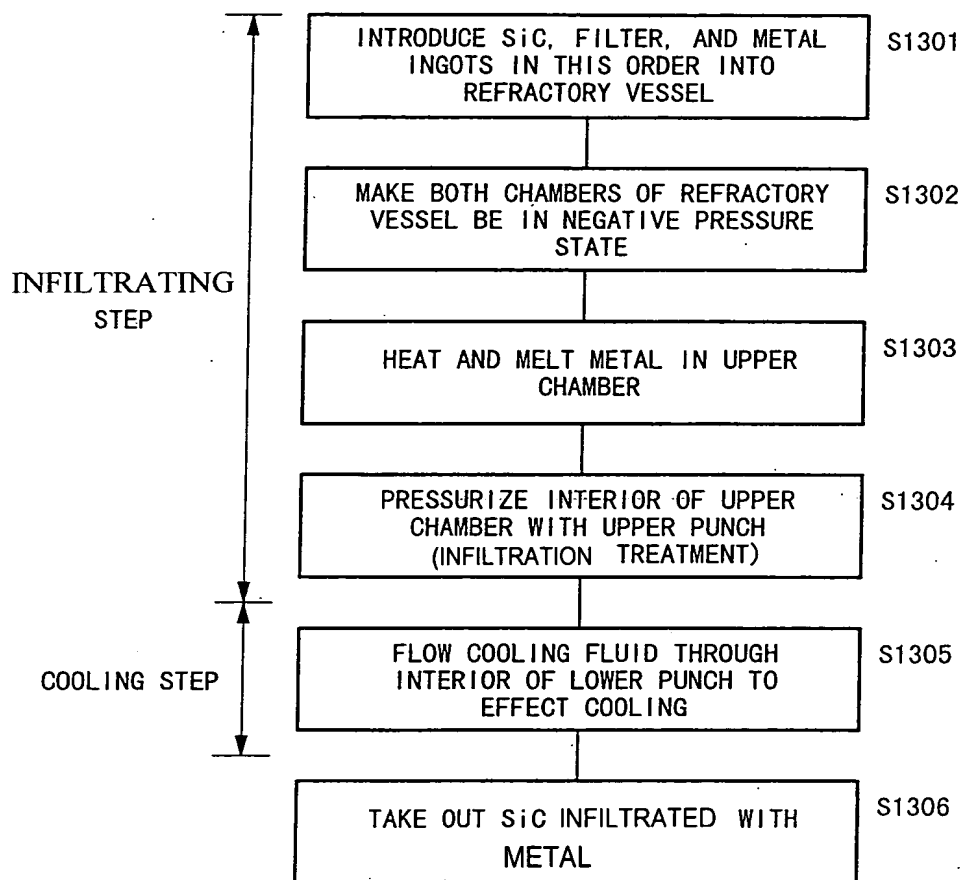 INTRODUCE SiC, FILTER, AND METAL
INGOTS IN THIS ORDER INTO
REFRACTORY VESSEL
S1301
MAKE BOTH CHAMBERS OF REFRACTORY
VESSEL BE IN NEGATIVE PRESSURE
STATE
S1302
INFILTRATING
STEP
HEAT AND MELT METAL IN UPPER
CHAMBER
S1303
PRESSURIZE INTERIOR OF UPPER
CHAMBER WITH UPPER PUNCH
(INFILTRATION TREATMENT)
S1304
COOLING STEP
FLOW COOLING FLUID THROUGH
INTERIOR OF LOWER PUNCH TO
EFFECT COOLING
S1305
TAKE OUT SiC INFILTRATED WITH
METAL
S1306